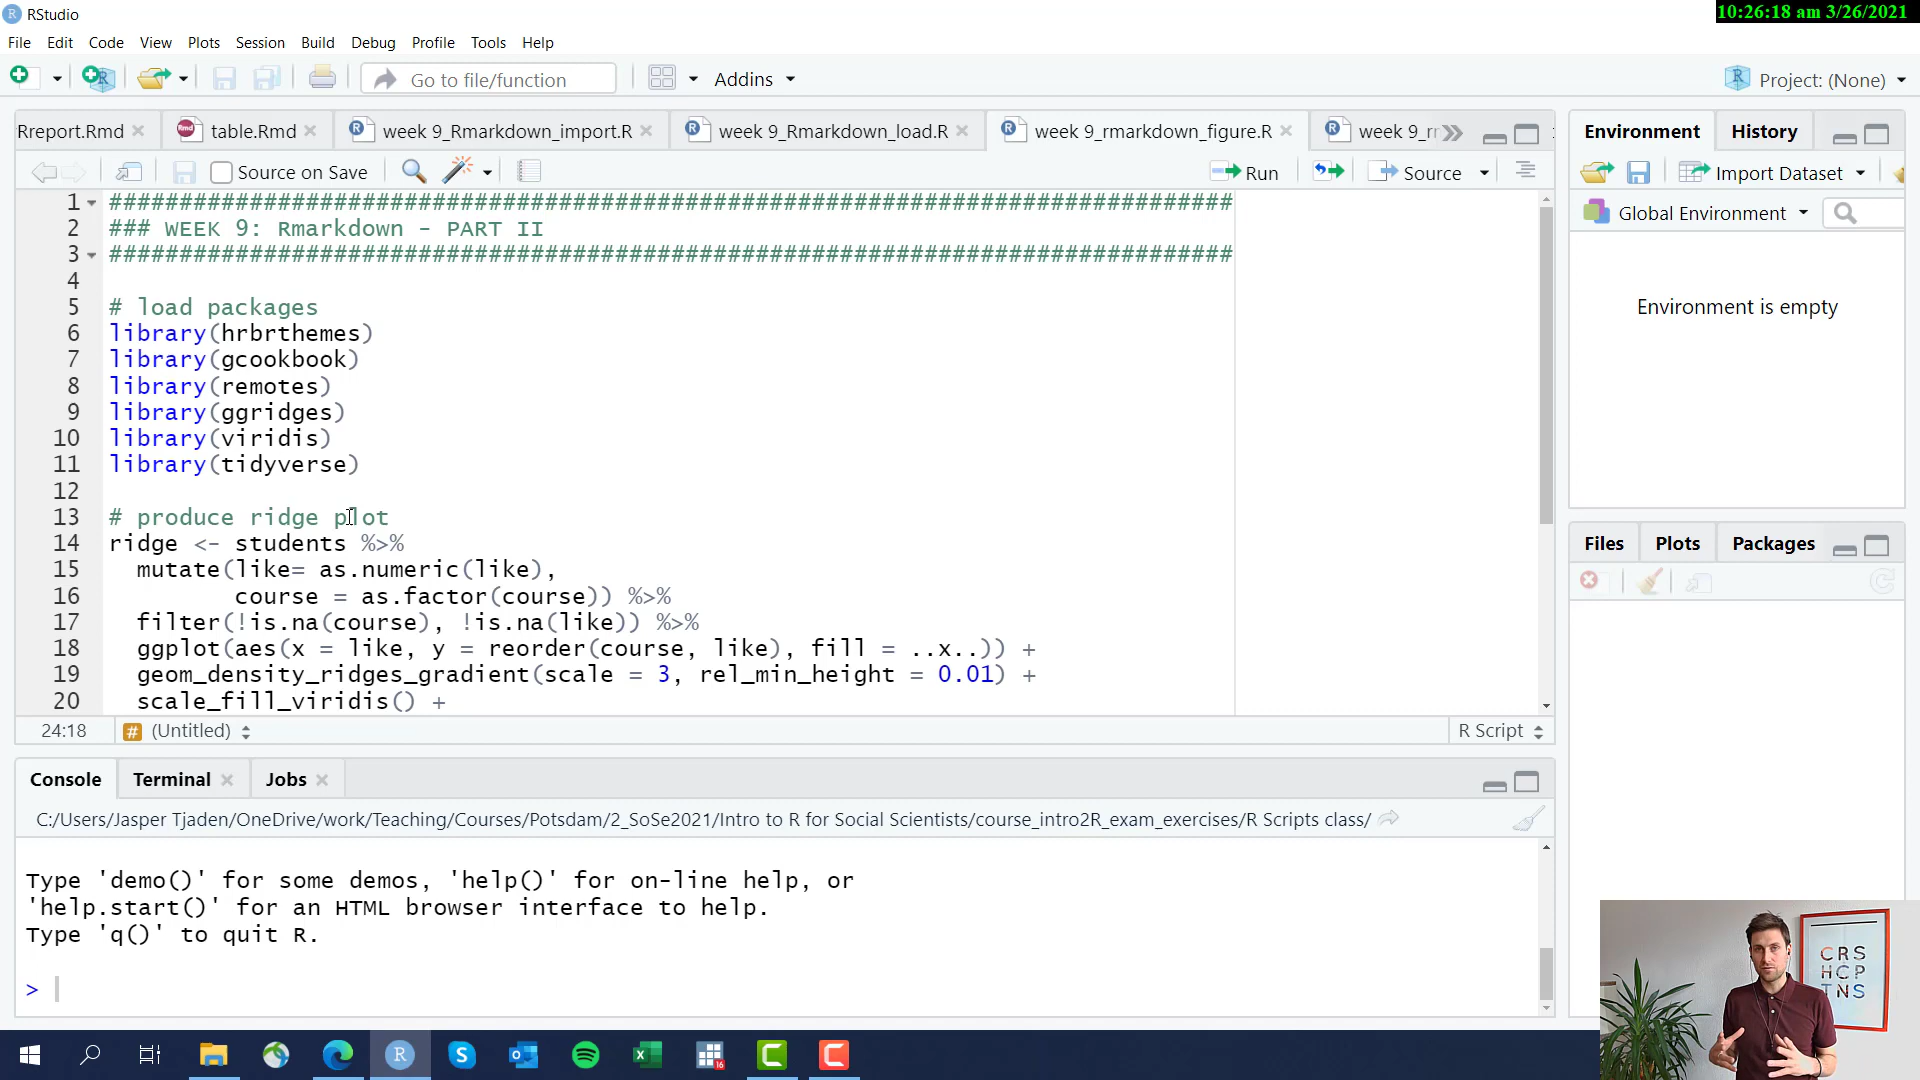 RStudio
10:26:18 am 3/26/2021
File Edit Code View Plots Session Build Debug Profile Tools Help
Go to file/function Addins Project: (None)
Rreport.Rmd table.Rmd week 9_Rmarkdown_import.R week 9_Rmarkdown_load.R week 9_rmarkdown_figure.R week 9_rr
Source on Save Run Source
1 ################################################################################
2 ### WEEK 9: Rmarkdown - PART II
3 ################################################################################
4
5 # load packages
6 library(hrbrthemes)
7 library(gcookbook)
8 library(remotes)
9 library(ggridges)
10 library(viridis)
11 library(tidyverse)
12
13 # produce ridge plot
14 ridge <- students %>%
15 mutate(like= as.numeric(like),
16 course = as.factor(course)) %>%
17 filter(!is.na(course), !is.na(like)) %>%
18 ggplot(aes(x = like, y = reorder(course, like), fill = ..x..)) +
19 geom_density_ridges_gradient(scale = 3, rel_min_height = 0.01) +
20 scale_fill_viridis() +
24:18 (Untitled) R Script
Console Terminal Jobs
C:/Users/Jasper Tjaden/OneDrive/work/Teaching/Courses/Potsdam/2_SoSe2021/Intro to R for Social Scientists/course_intro2R_exam_exercises/R Scripts class/
Type 'demo()' for some demos, 'help()' for on-line help, or
'help.start()' for an HTML browser interface to help.
Type 'q()' to quit R.
>
Environment History
Import Dataset
Global Environment
Environment is empty
Files Plots Packages
CRS
HCP
TNS